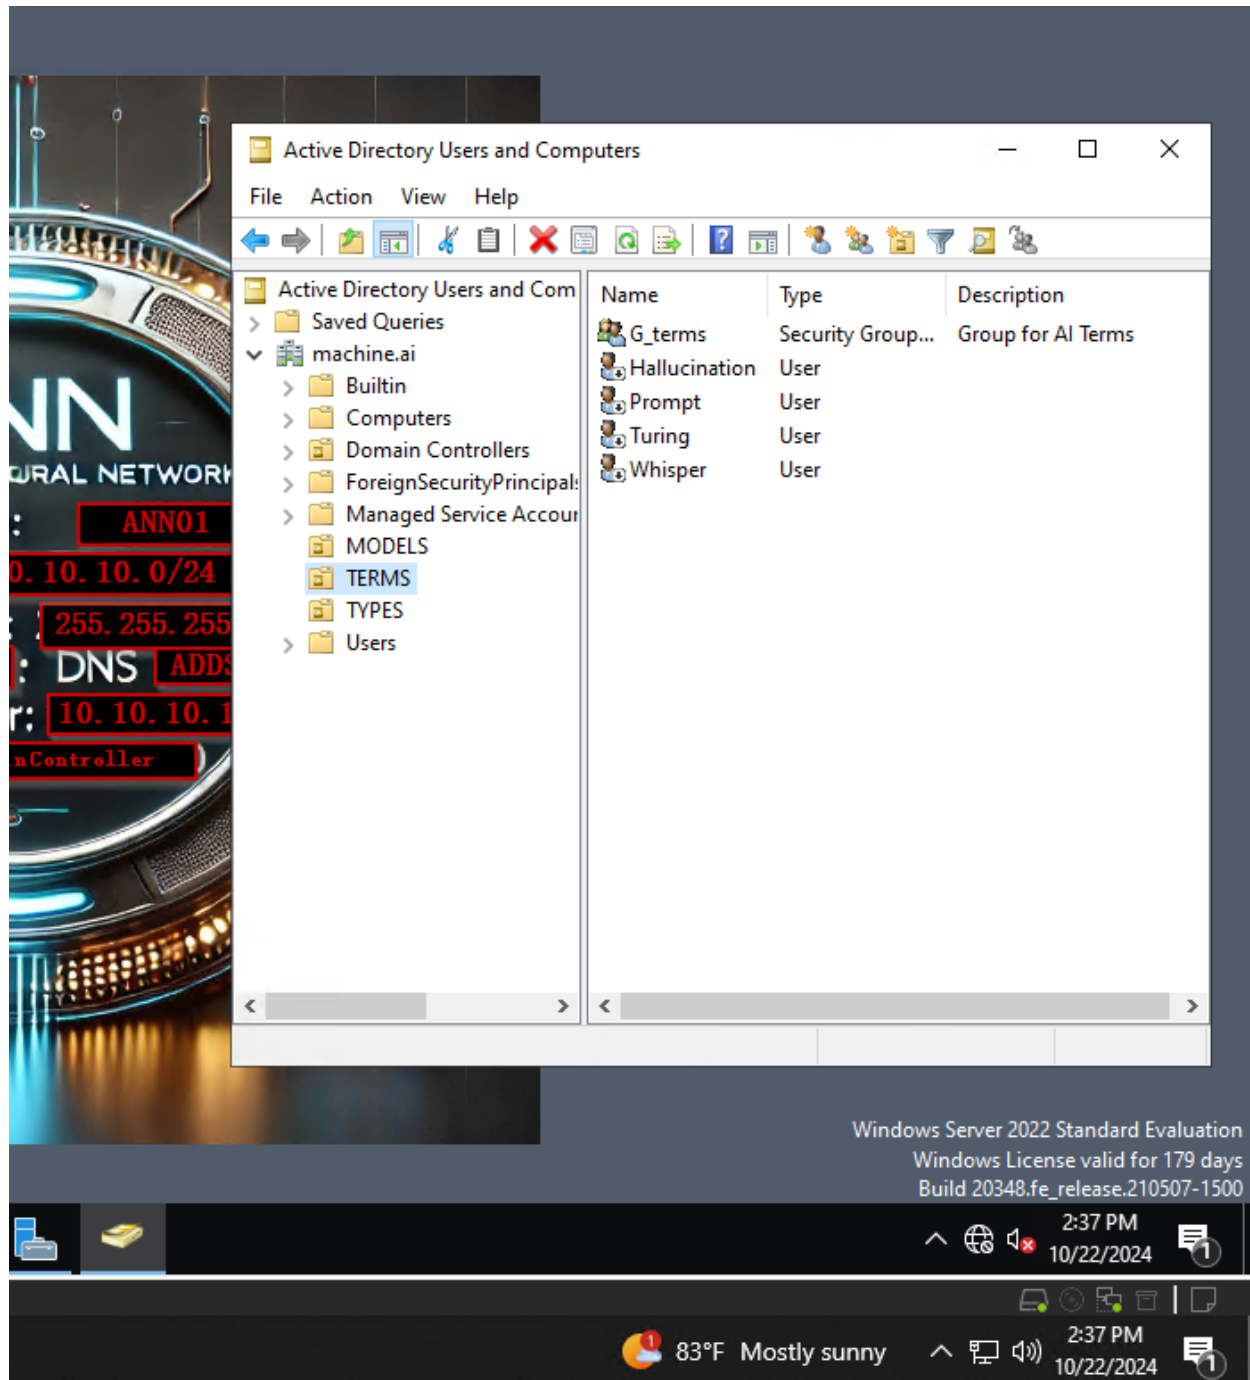 Active Directory Users and Computers
File Action View Help
Active Directory Users and Com
Saved Queries
machine.ai
Builtin
Computers
Domain Controllers
ForeignSecurityPrincipals
Managed Service Accour
MODELS
TERMS
TYPES
Users
Name Type Description
G_terms Security Group... Group for AI Terms
Hallucination User
Prompt User
Turing User
Whisper User
NN
URAL NETWORK
: ANN01
0.10.10.0/24
: 255.255.255
: DNS ADDS
r: 10.10.10.1
nController )
Windows Server 2022 Standard Evaluation
Windows License valid for 179 days
Build 20348.fe_release.210507-1500
2:37 PM
10/22/2024
1
1
83°F Mostly sunny
2:37 PM
10/22/2024
1